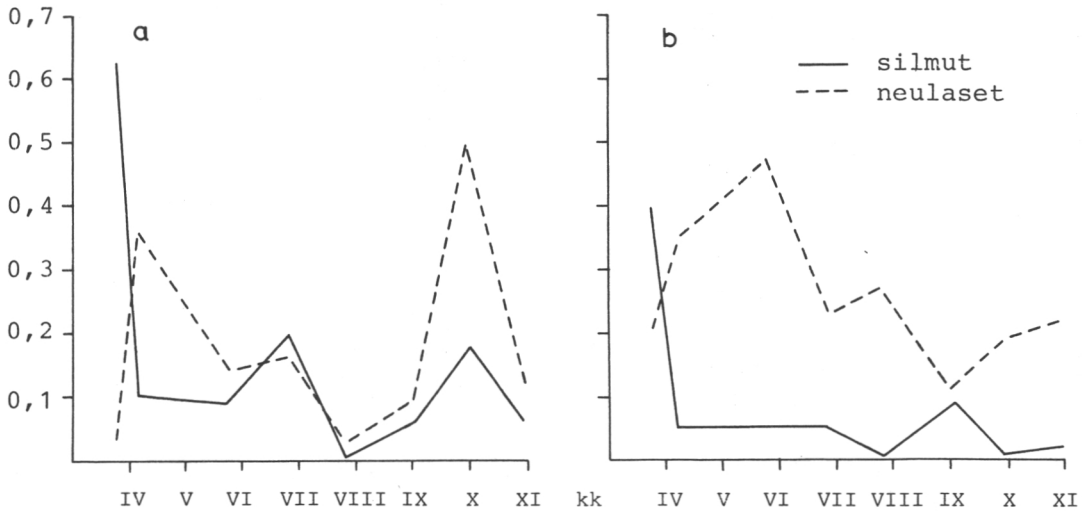 a
b
0,7
0,6
0,5
0,4
0,3
0,2
0,1
silmut
neulaset
IV V VI VII VIII IX X XI kk IV V VI VII VIII IX X XI